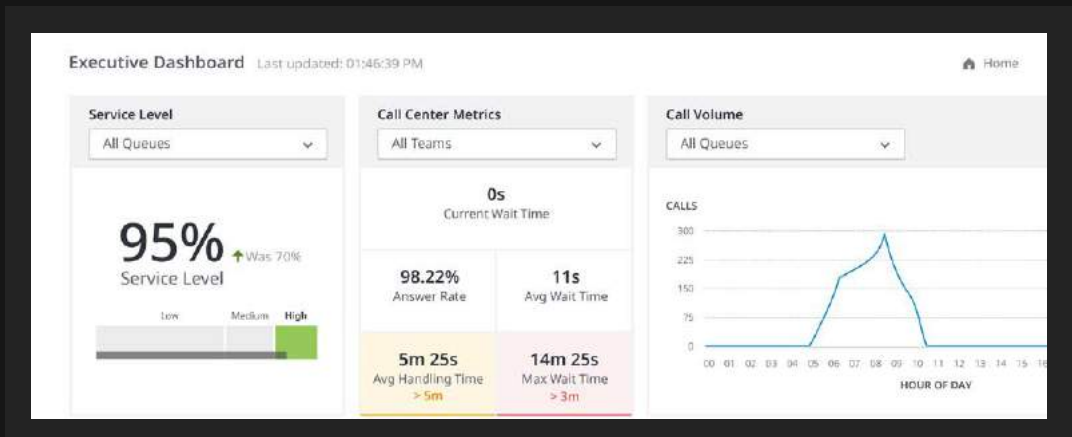 Executive Dashboard Last updated: 01:46:39 PM
Home
Service Level
All Queues
95%
Was 70%
Service Level
Low Medium High
Call Center Metrics
All Teams
0s
Current Wait Time
98.22%
Answer Rate
11s
Avg Wait Time
5m 25s
Avg Handling Time
> 5m
14m 25s
Max Wait Time
> 3m
Call Volume
All Queues
CALLS
300
225
150
75
0
00 01 02 03 04 05 06 07 08 09 10 11 12 13 14 15 16
HOUR OF DAY